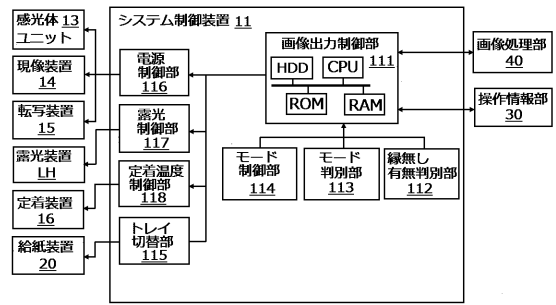 感光体 13
ユニット
現像装置
14
転写装置
15
露光装置
LH
定着装置
16
給紙装置
20
システム制御装置 11
電源
制御部
116
露光
制御部
117
定着温度
制御部
118
トレイ
切替部
115
画像出力制御部
111
HDD
CPU
ROM
RAM
モード
制御部
114
モード
判別部
113
縁無し
有無判別部
112
画像処理部
40
操作情報部
30